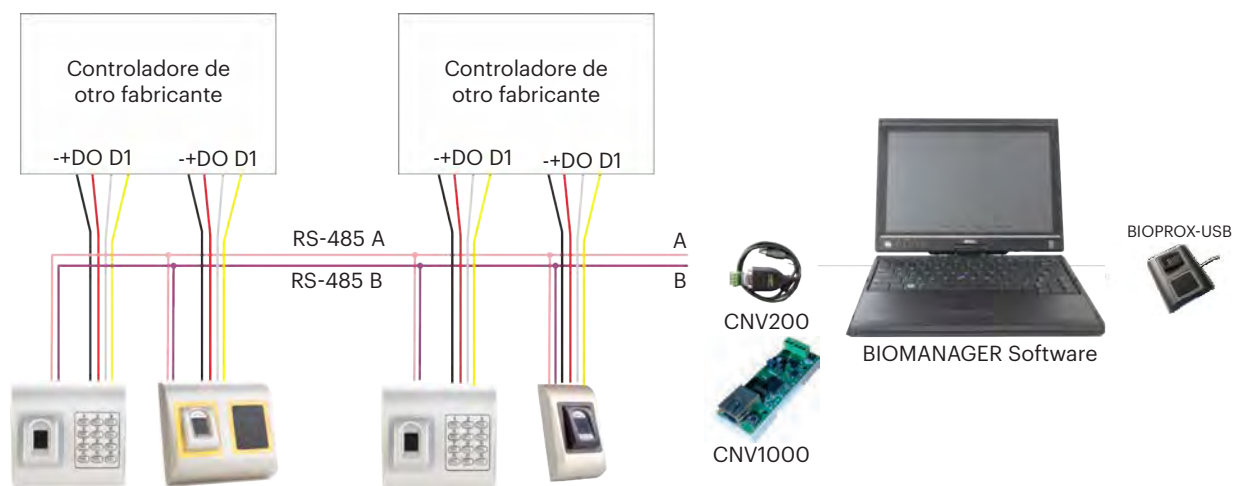 Controladore de
otro fabricante
Controladore de
otro fabricante
-+DO D1
-+DO D1
-+DO D1
-+DO D1
RS-485 A
A
RS-485 B
B
BIOPROX-USB
CNV200
BIOMANAGER Software
CNV1000